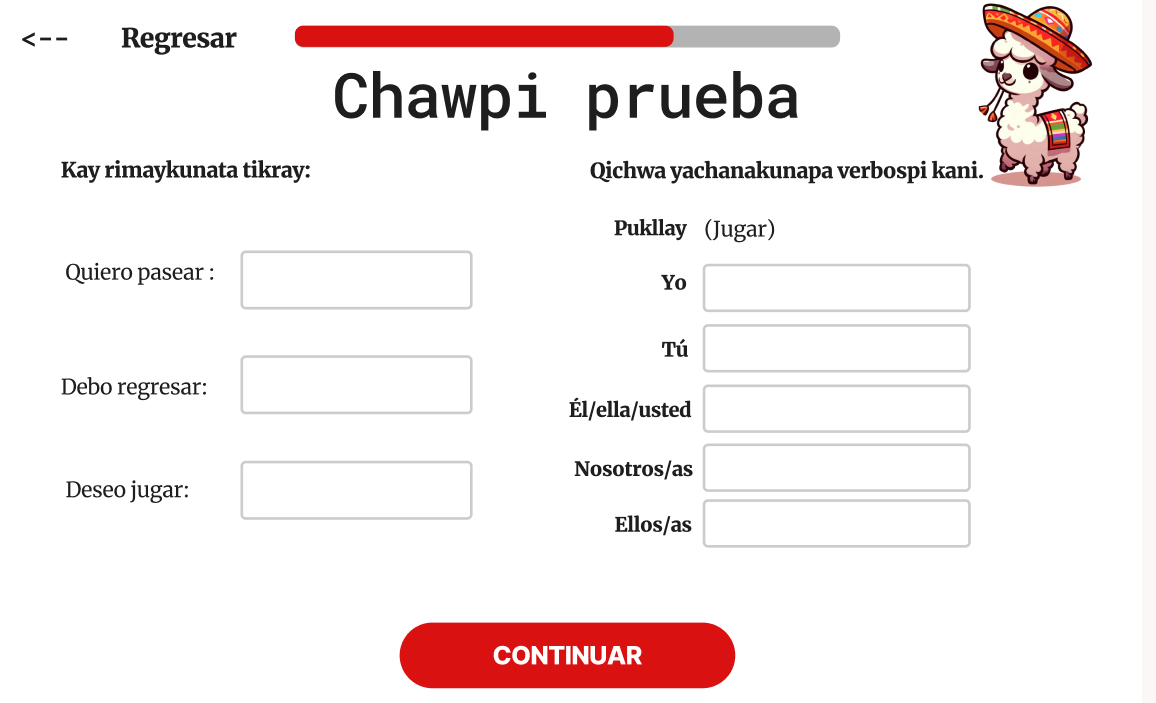 <-- Regresar
Chawpi prueba
Kay rimaykunata tikray:
Quiero pasear :
Debo regresar:
Deseo jugar:
Qichwa yachanakunapa verbospi kani.
Pukllay (Jugar)
Yo
Tú
Él/ella/usted
Nosotros/as
Ellos/as
CONTINUAR